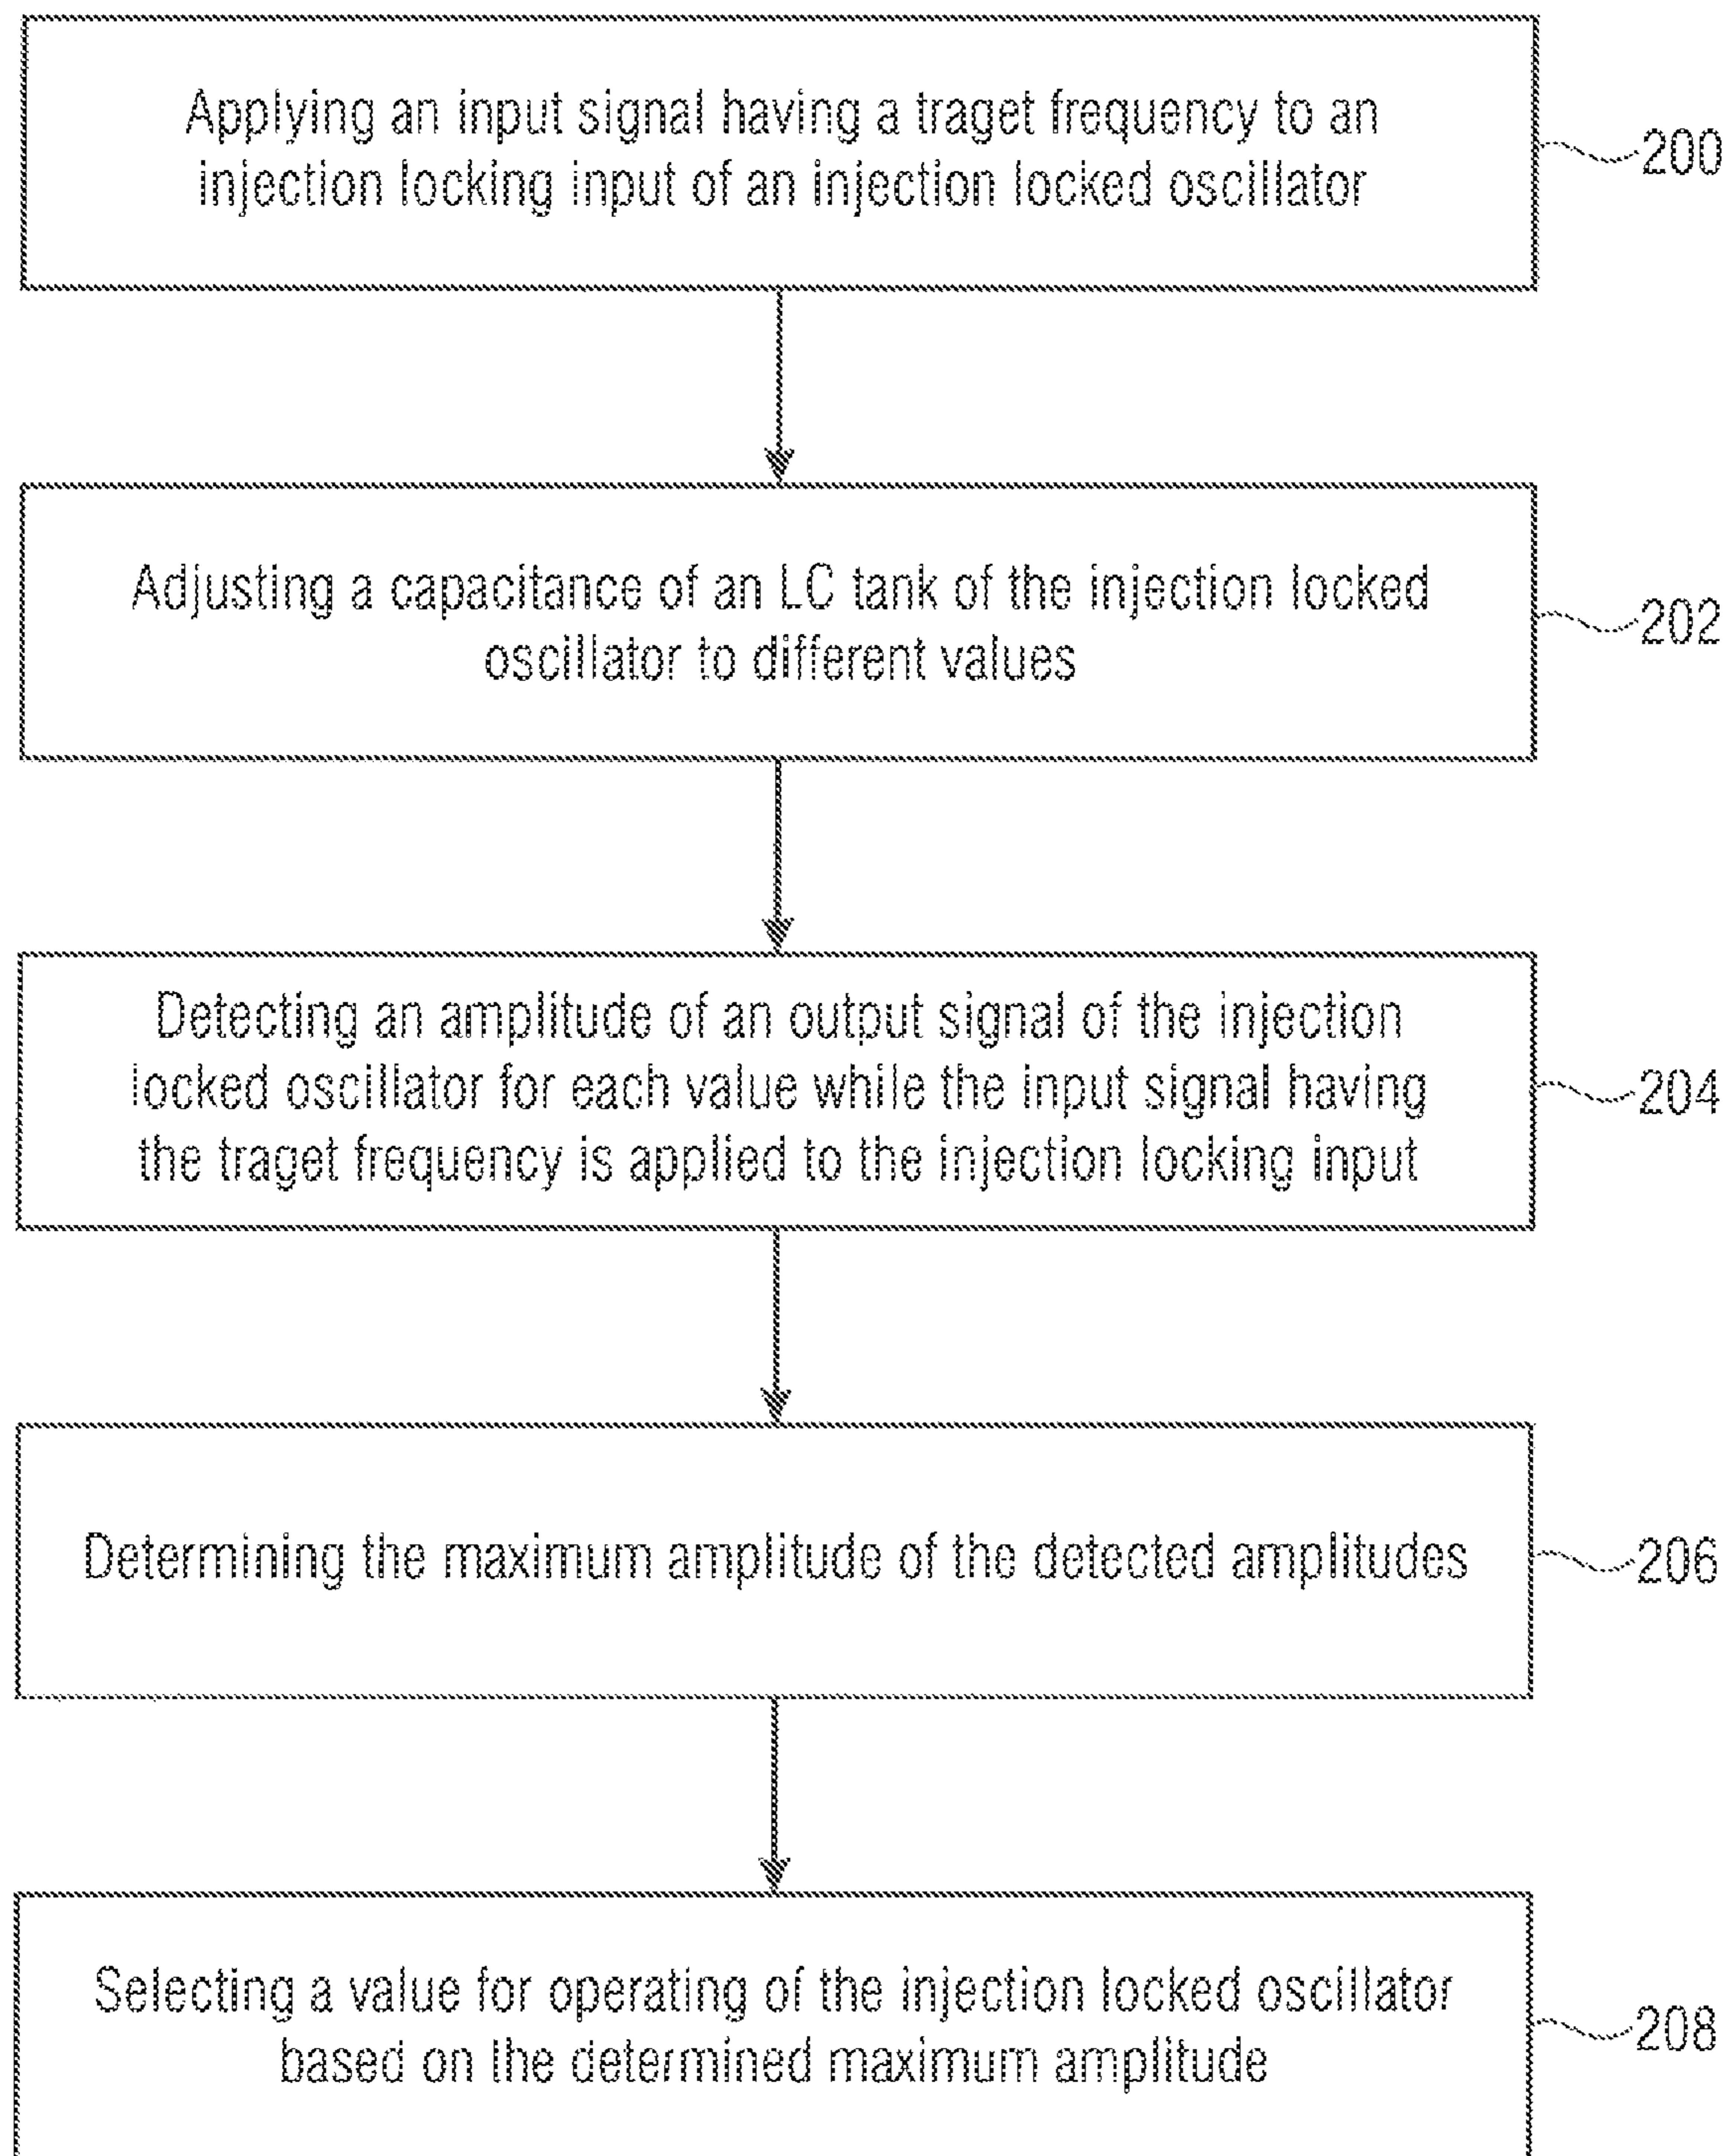 Applying an input signal having a traget frequency to an
injection locking input of an injection locked oscillator
200
Adjusting a capacitance of an LC tank of the injection locked
oscillator to different values
202
Detecting an amplitude of an output signal of the injection
locked oscillator for each value while the input signal having
the traget frequency is applied to the injection locking input
204
Determining the maximum amplitude of the detected amplitudes
206
Selecting a value for operating of the injection locked oscillator
based on the determined maximum amplitude
208